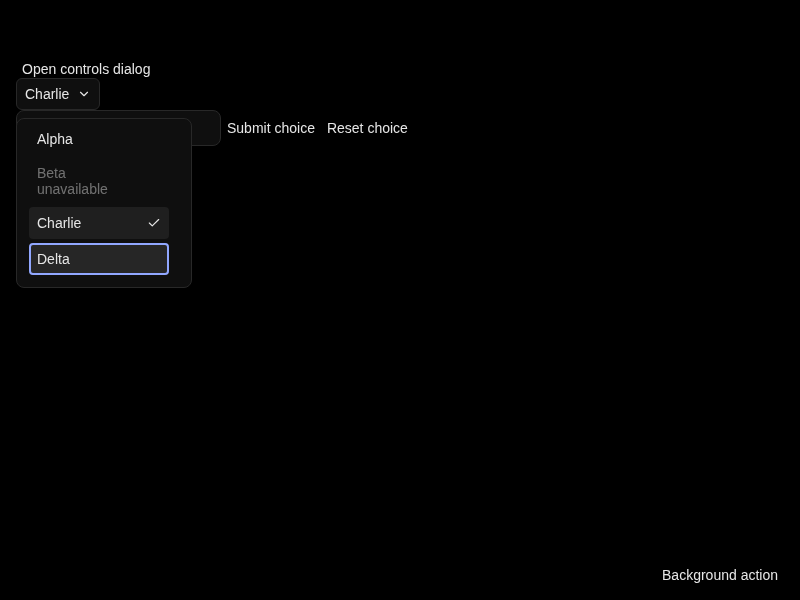 Open controls dialog
Charlie
Submit choice
Reset choice
Alpha
Beta
unavailable
Charlie
Delta
Background action